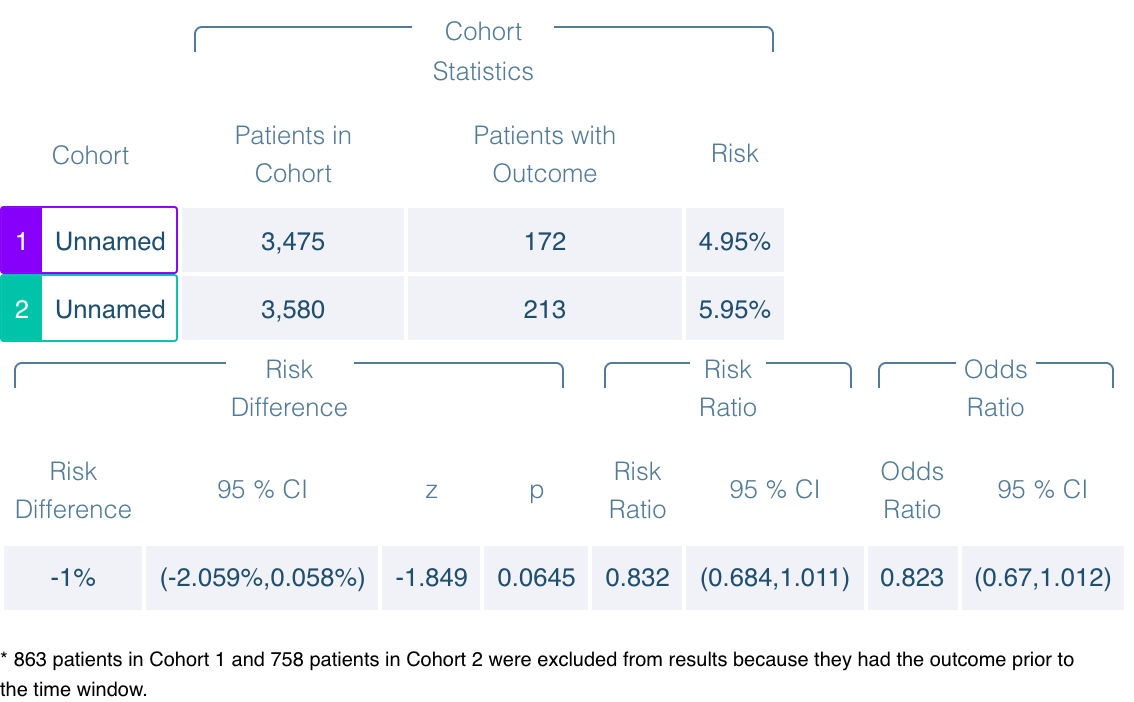 Cohort
Statistics
Cohort
Patients in
Cohort
Patients with
Outcome
Risk
1 Unnamed 3,475 172 4.95%
2 Unnamed 3,580 213 5.95%
Risk
Difference
Risk
Ratio
Odds
Ratio
Risk
Difference
95 % CI
z
p
Risk
Ratio
95 % CI
Odds
Ratio
95 % CI
-1% (-2.059%,0.058%) -1.849 0.0645 0.832 (0.684,1.011) 0.823 (0.67,1.012)
* 863 patients in Cohort 1 and 758 patients in Cohort 2 were excluded from results because they had the outcome prior to
the time window.